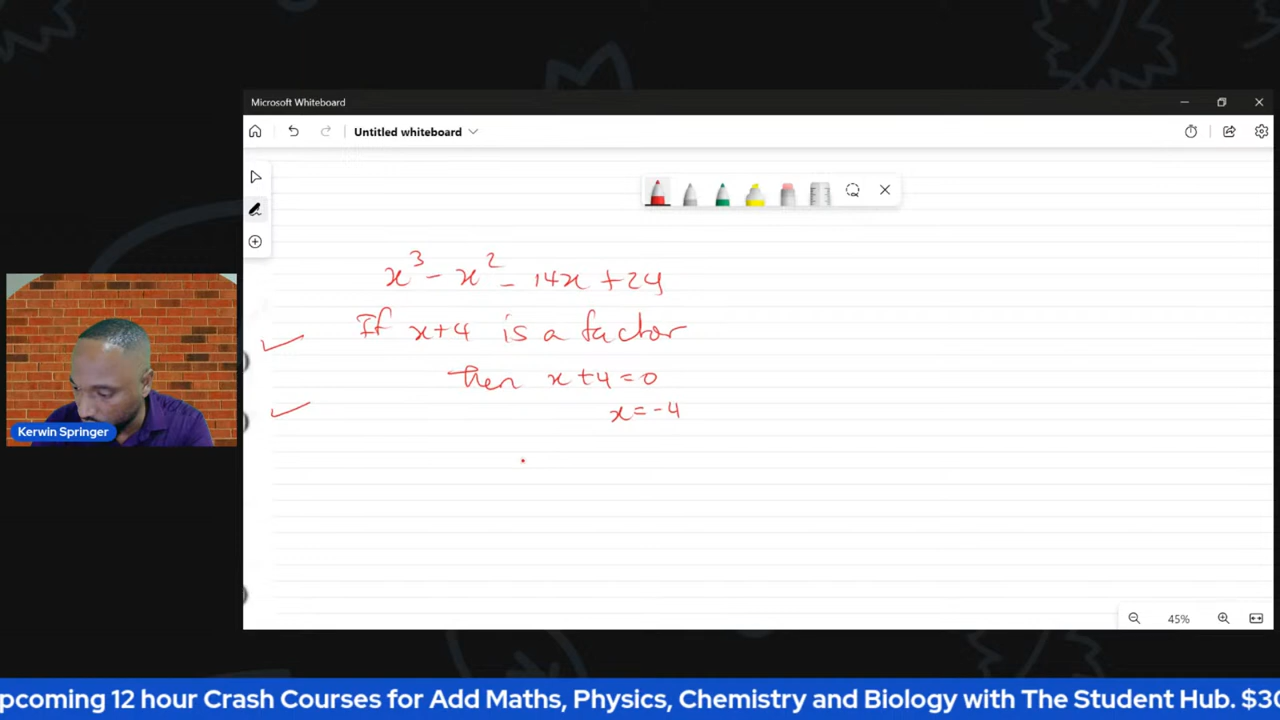 Microsoft Whiteboard
Untitled whiteboard
x³ - x² - 14x + 24
If x+4 is a factor
then x+4=0
x=-4
Kerwin Springer
45%
pcoming 12 hour Crash Courses for Add Maths, Physics, Chemistry and Biology with The Student Hub. $30